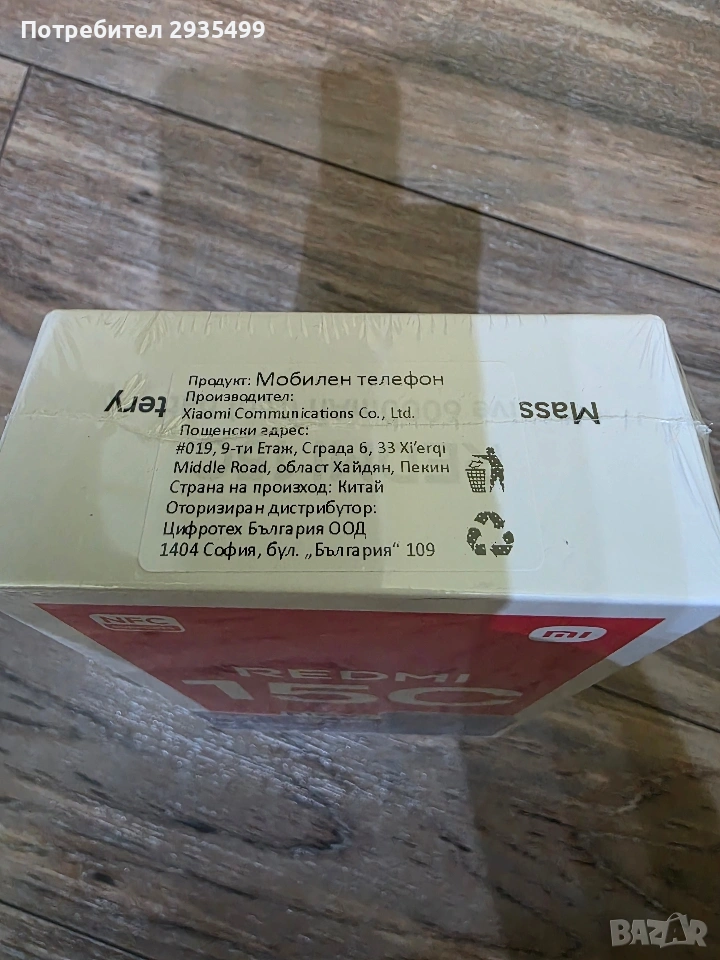 Потребител 2935499
Продукт: Мобилен телефон
Производител:
Xiaomi Communications Co., Ltd.
Пощенски адрес:
#019, 9-ти Етаж, Сграда 6, 33 Xi'erqi
Middle Road, област Хайдян, Пекин
Страна на произход: Китай
Оторизиран дистрибутор:
Цифротех България ООД
1404 София, бул. „България“ 109
Mass
tery
NFC
mi
REDMI
15C
BAZAR